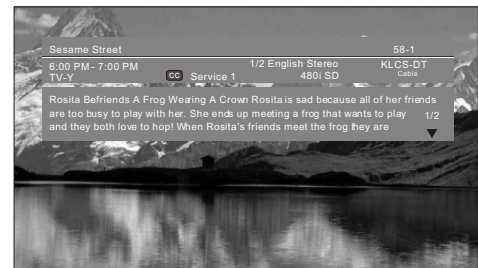 Sesame Street 58-1
6:00 PM - 7:00 PM 1/2 English Stereo KLCS-DT
TV-Y CC Service 1 480i SD Cable
Rosita Befriends A Frog Wearing A Crown Rosita is sad because all of her friends
are too busy to play with her. She ends up meeting a frog that wants to play 1/2
and they both love to hop! When Rosita's friends meet the frog they are